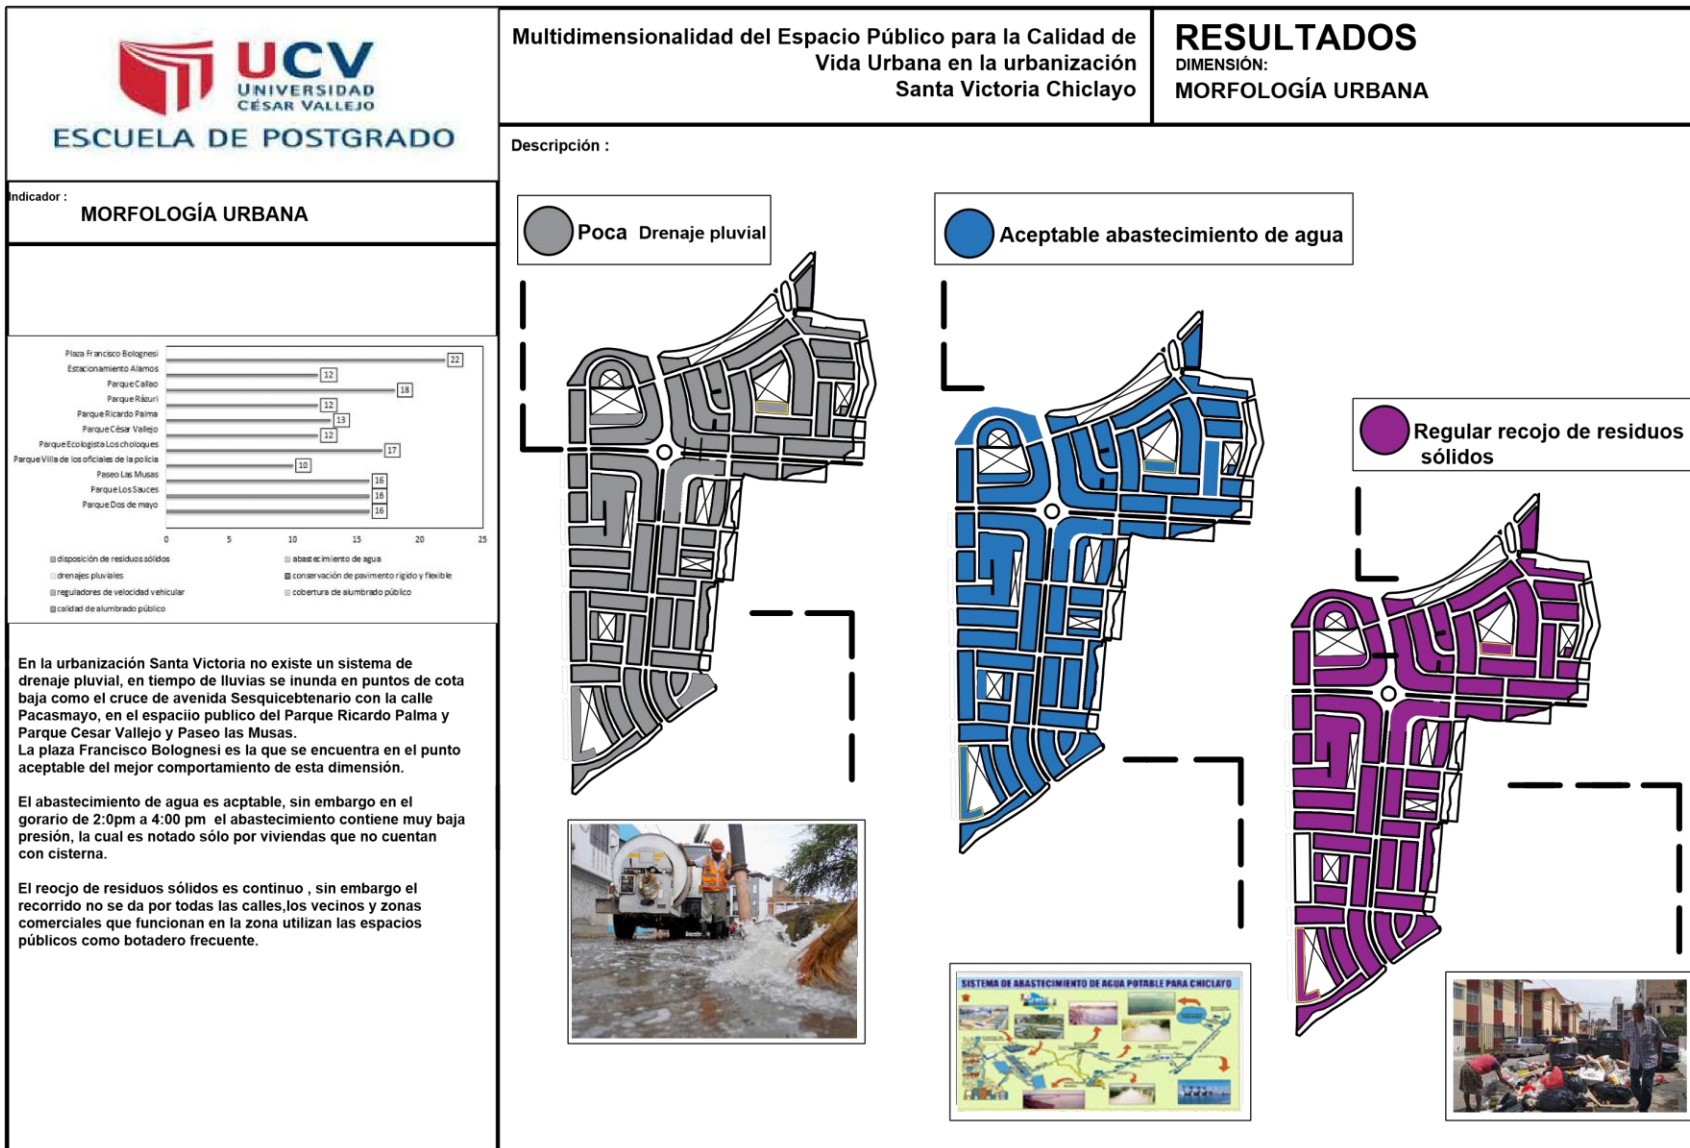 UCV
UNIVERSIDAD
CÉSAR VALLEJO
ESCUELA DE POSTGRADO
Multidimensionalidad del Espacio Público para la Calidad de
Vida Urbana en la urbanización
Santa Victoria Chiclayo
RESULTADOS
DIMENSIÓN:
MORFOLOGÍA URBANA
Indicador :
MORFOLOGÍA URBANA
Descripción :
Poca Drenaje pluvial
Aceptable abastecimiento de agua
Regular recojo de residuos
sólidos
Plaza Francisco Bolognesi 22
Estacionamiento Alamos 12
Parque Callao 18
Parque Rázuri 12
Parque Ricardo Palma 13
Parque César Vallejo 12
Parque Ecologista Los choloques 17
Parque Villa de los oficiales de la policía 10
Paseo Las Musas 16
Parque Los Sauces 16
Parque Dos de mayo 16
0 5 10 15 20 25
disposición de residuos sólidos
abastecimiento de agua
drenajes pluviales
conservación de pavimento rígido y flexible
reguladores de velocidad vehicular
cobertura de alumbrado público
calidad de alumbrado público
En la urbanización Santa Victoria no existe un sistema de
drenaje pluvial, en tiempo de lluvias se inunda en puntos de cota
baja como el cruce de avenida Sesquicebtenario con la calle
Pacasmayo, en el espaciio publico del Parque Ricardo Palma y
Parque Cesar Vallejo y Paseo las Musas.
La plaza Francisco Bolognesi es la que se encuentra en el punto
aceptable del mejor comportamiento de esta dimensión.
El abastecimiento de agua es acptable, sin embargo en el
gorario de 2:0pm a 4:00 pm el abastecimiento contiene muy baja
presión, la cual es notado sólo por viviendas que no cuentan
con cisterna.
El reocjo de residuos sólidos es continuo , sin embargo el
recorrido no se da por todas las calles,los vecinos y zonas
comerciales que funcionan en la zona utilizan las espacios
públicos como botadero frecuente.
SISTEMA DE ABASTECIMIENTO DE AGUA POTABLE PARA CHICLAYO